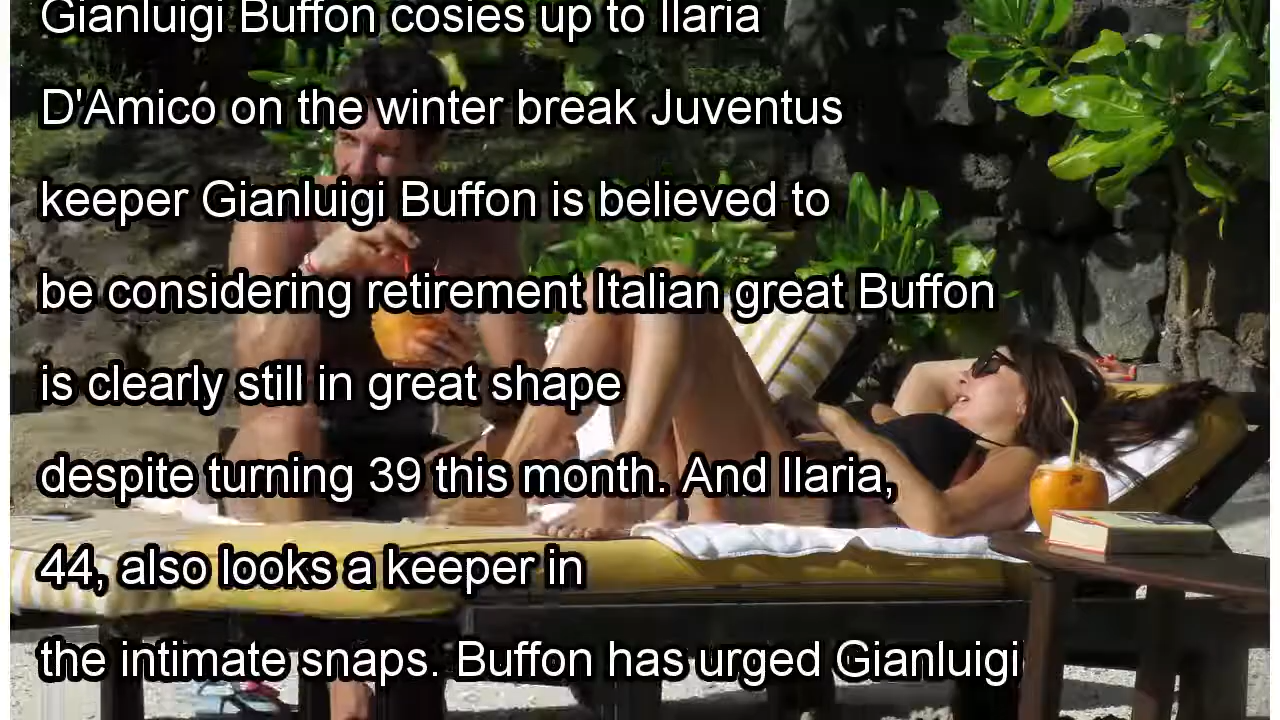 Gianluigi Buffon cosies up to Ilaria
D'Amico on the winter break Juventus
keeper Gianluigi Buffon is believed to
be considering retirement Italian great Buffon
is clearly still in great shape
despite turning 39 this month. And Ilaria,
44, also looks a keeper in
the intimate snaps. Buffon has urged Gianluigi